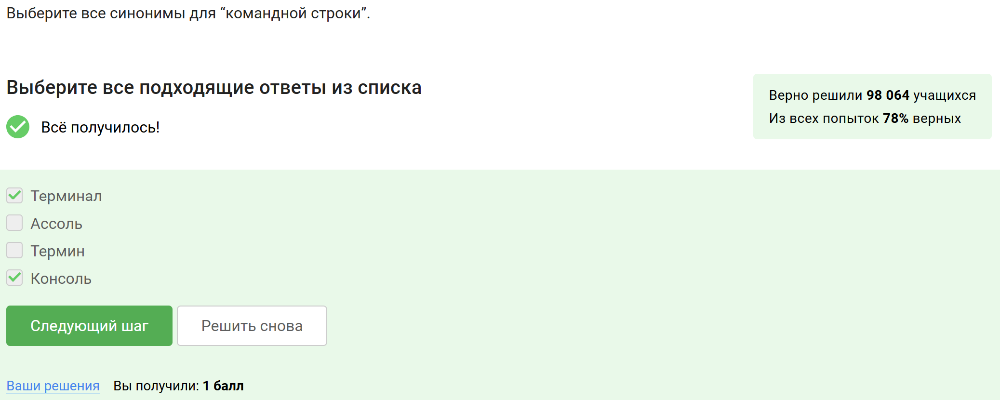 Выберите все синонимы для “командной строки”.
Выберите все подходящие ответы из списка
Всё получилось!
Верно решили 98 064 учащихся
Из всех попыток 78% верных
Терминал
Ассоль
Термин
Консоль
Следующий шаг
Решить снова
Ваши решения Вы получили: 1 балл